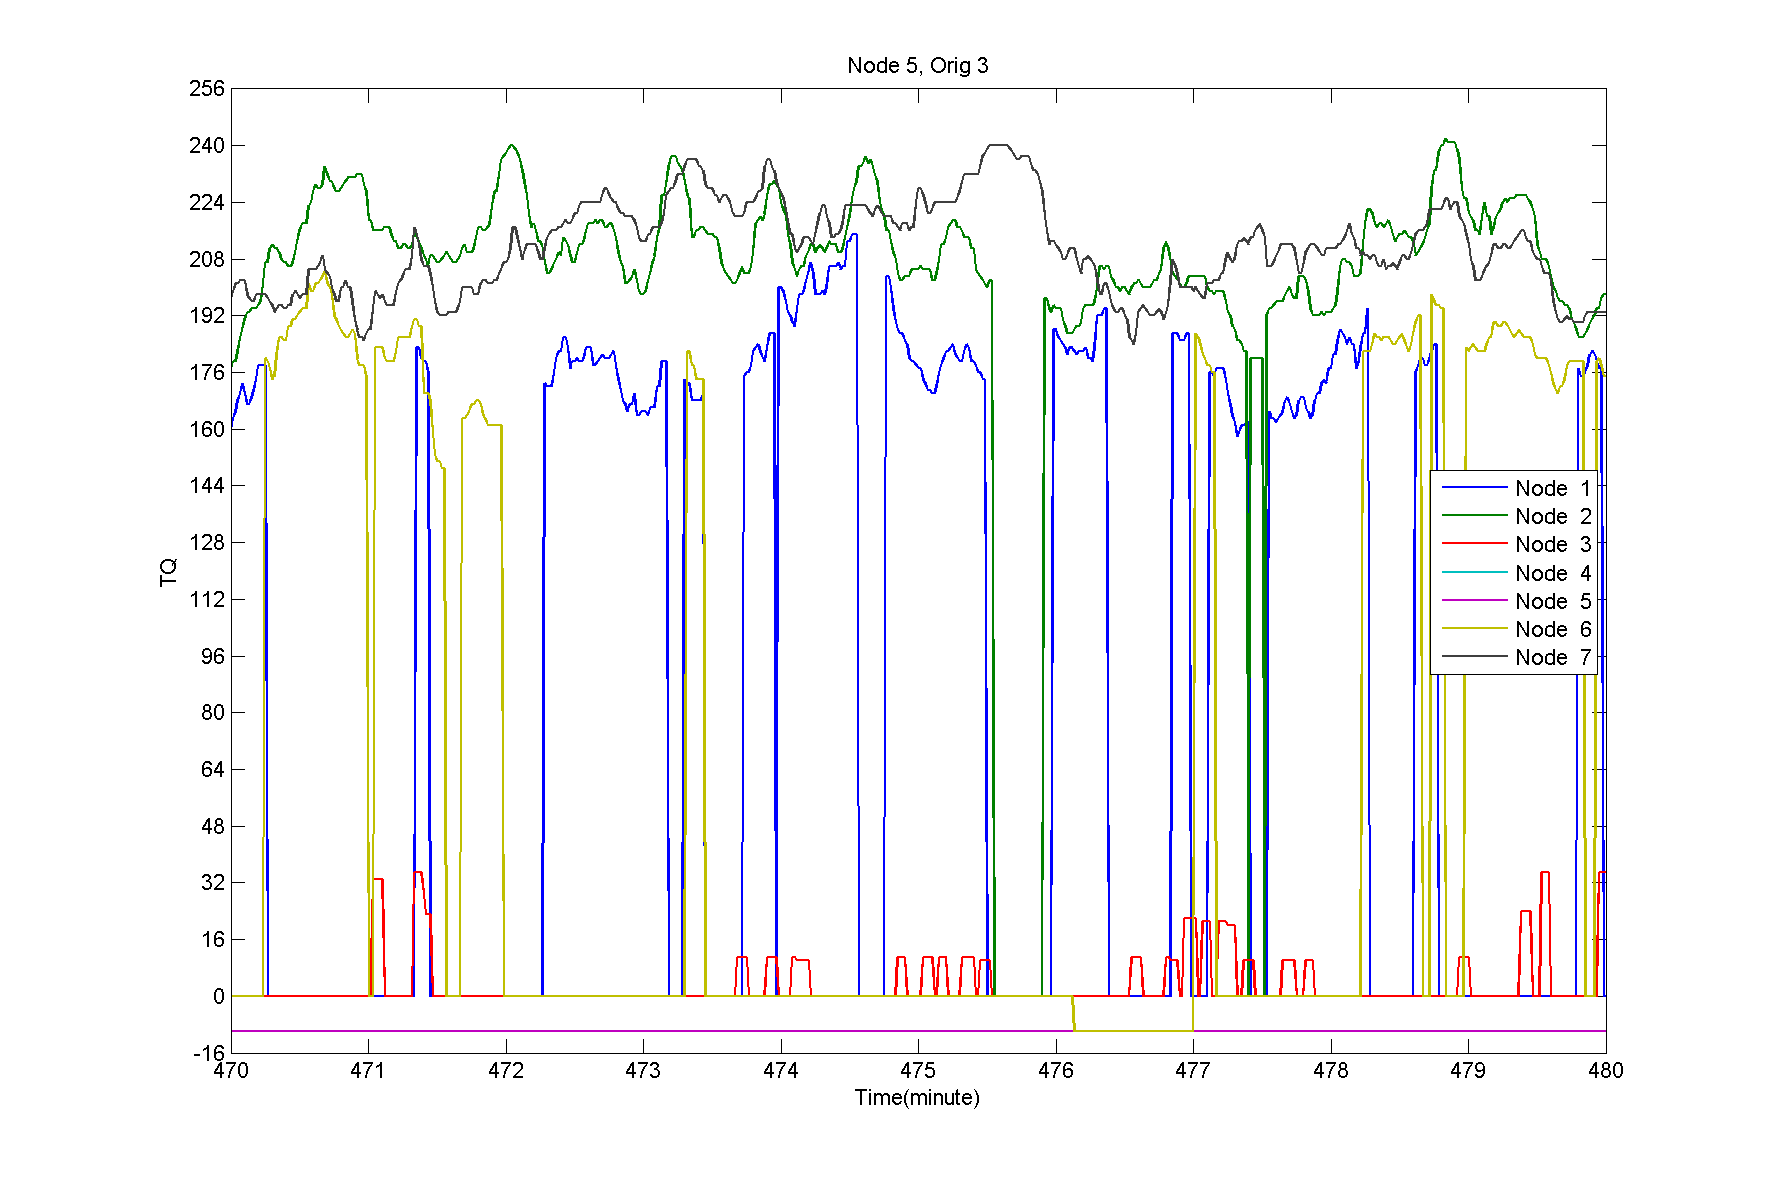 Node 5, Orig 3
256
240
224
208
192
176
160
144
128
112
96
80
64
48
32
16
0
-16
TQ
Node 1
Node 2
Node 3
Node 4
Node 5
Node 6
Node 7
470 471 472 473 474 475 476 477 478 479 480
Time(minute)